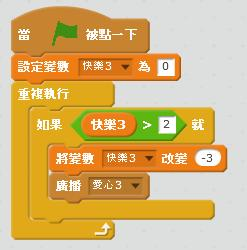 當 被點一下
設定變數 快樂3 為 0
重複執行
如果 快樂3 > 2 就
將變數 快樂3 改變 -3
廣播 愛心3